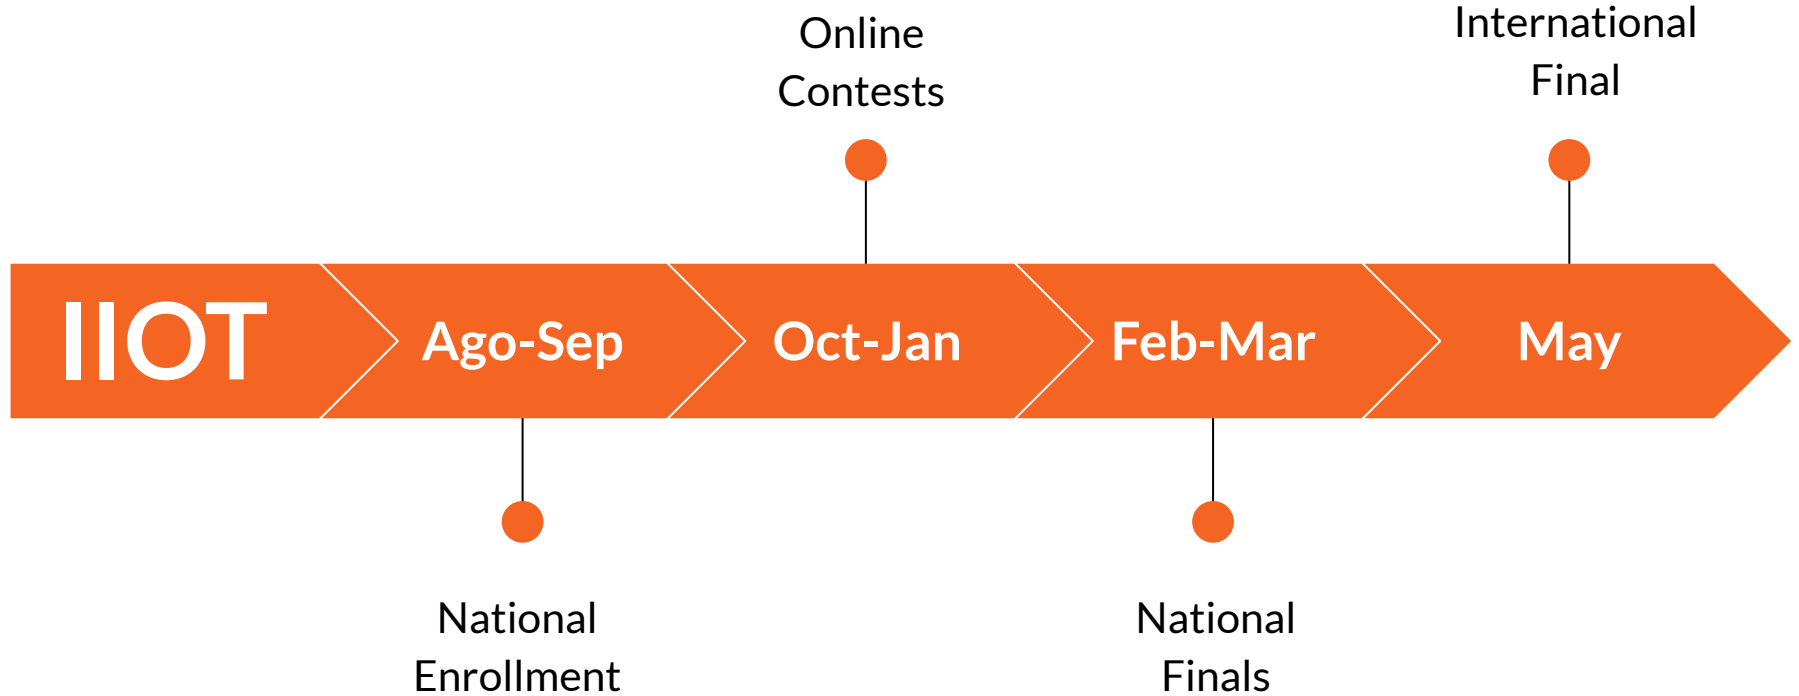 Online
Contests
International
Final
IIOT
Ago-Sep
Oct-Jan
Feb-Mar
May
National
Enrollment
National
Finals